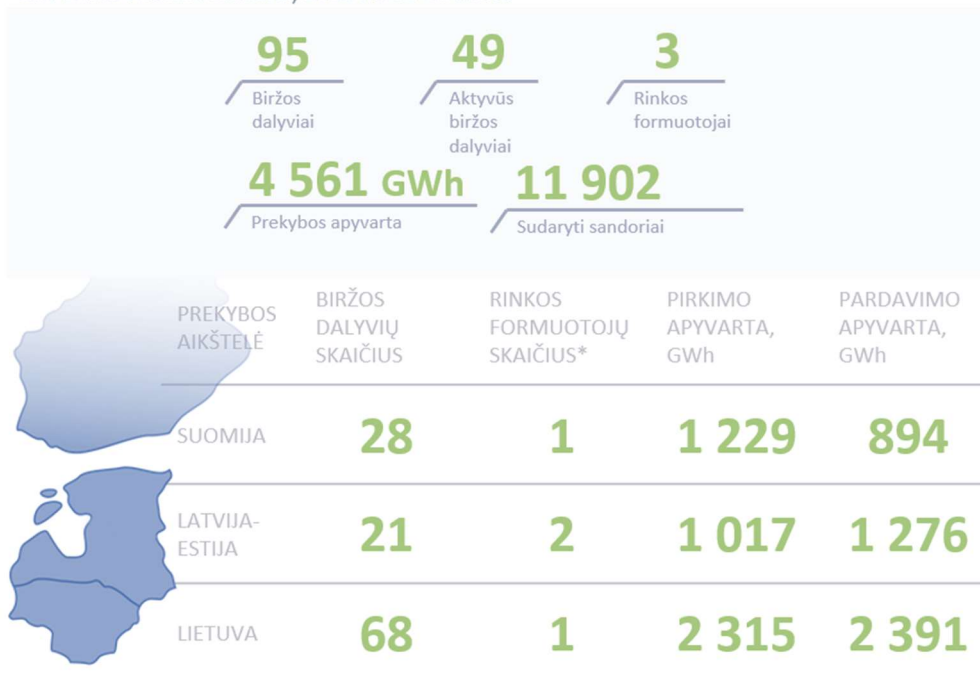 95
49
3
Biržos
dalyviai
Aktyvūs
biržos
dalyviai
Rinkos
formuotojai
4 561 GWh
11 902
Prekybos apyvarta
Sudaryti sandoriai
PREKYBOS
AIKŠTELĖ
BIRŽOS
DALYVIŲ
SKAIČIUS
RINKOS
FORMUOTOJŲ
SKAIČIUS*
PIRKIMO
APYVARTA,
GWh
PARDAVIMO
APYVARTA,
GWh
SUOMIJA
28
1
1 229
894
LATVIJA-
ESTIJA
21
2
1 017
1 276
LIETUVA
68
1
2 315
2 391